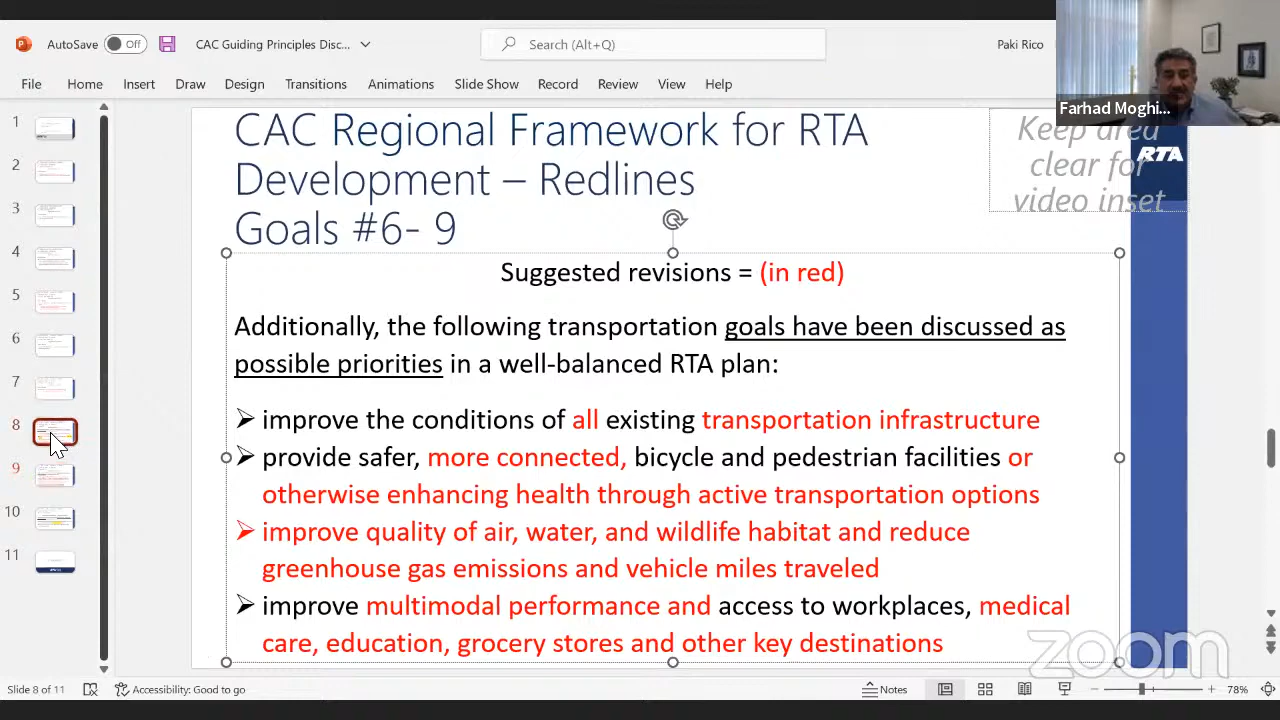 AutoSave Off CAC Guiding Principles Disc... Search (Alt+Q) Paki Rico
File Home Insert Draw Design Transitions Animations Slide Show Record Review View Help
Farhad Moghi...
1
2
3
4
5
6
7
8
9
10
11
CAC Regional Framework for RTA
Development – Redlines
Goals #6- 9
Keep area
clear for
video inset
RTA
Suggested revisions = (in red)
Additionally, the following transportation goals have been discussed as
possible priorities in a well-balanced RTA plan:
improve the conditions of all existing transportation infrastructure
provide safer, more connected, bicycle and pedestrian facilities or
otherwise enhancing health through active transportation options
improve quality of air, water, and wildlife habitat and reduce
greenhouse gas emissions and vehicle miles traveled
improve multimodal performance and access to workplaces, medical
care, education, grocery stores and other key destinations
zoom
Slide 8 of 11 Accessibility: Good to go Notes 78%